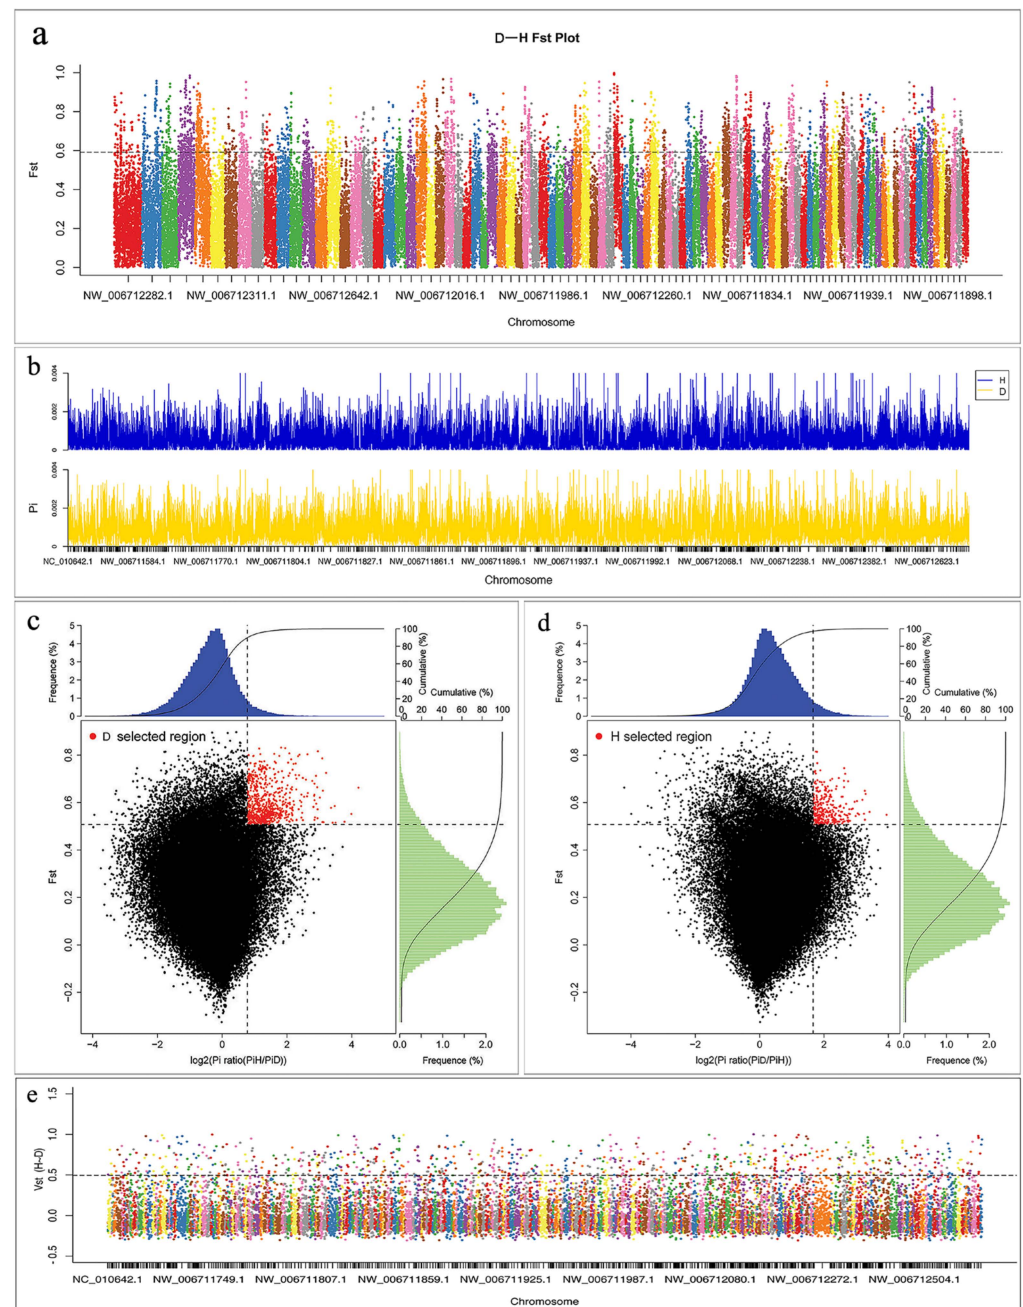 a
D—H Fst Plot
1.0
0.8
0.6
0.4
0.2
0.0
Fst
NW_006712282.1 NW_006712311.1 NW_006712642.1 NW_006712016.1 NW_006711986.1 NW_006712260.1 NW_006711834.1 NW_006711939.1 NW_006711898.1
Chromosome
b
0.004
0.002
0
H
D
0.004
0.002
0
Pi
NC_010642.1 NW_006711584.1 NW_006711770.1 NW_006711804.1 NW_006711827.1 NW_006711861.1 NW_006711896.1 NW_006711937.1 NW_006711992.1 NW_006712068.1 NW_006712238.1 NW_006712382.1 NW_006712623.1
Chromosome
c
5
4
3
2
1
0
Frequence (%)
100
80
60
40
20
0
Cumulative (%)
Cumulative (%)
0 20 40 60 80 100
D selected region
0.8
0.6
0.4
0.2
0.0
−0.2
Fst
−4 −2 0 2 4
log2(Pi ratio(PiH/PiD))
0.0 1.0 2.0
Frequence (%)
d
5
4
3
2
1
0
Frequence (%)
100
80
60
40
20
0
Cumulative (%)
Cumulative (%)
0 20 40 60 80 100
H selected region
0.8
0.6
0.4
0.2
0.0
−0.2
Fst
−4 −2 0 2 4
log2(Pi ratio(PiD/PiH))
0.0 1.0 2.0
Frequence (%)
e
1.5
1.0
0.5
0.0
-0.5
Vst (H~D)
NC_010642.1 NW_006711749.1 NW_006711807.1 NW_006711859.1 NW_006711925.1 NW_006711987.1 NW_006712080.1 NW_006712272.1 NW_006712504.1
Chromosome